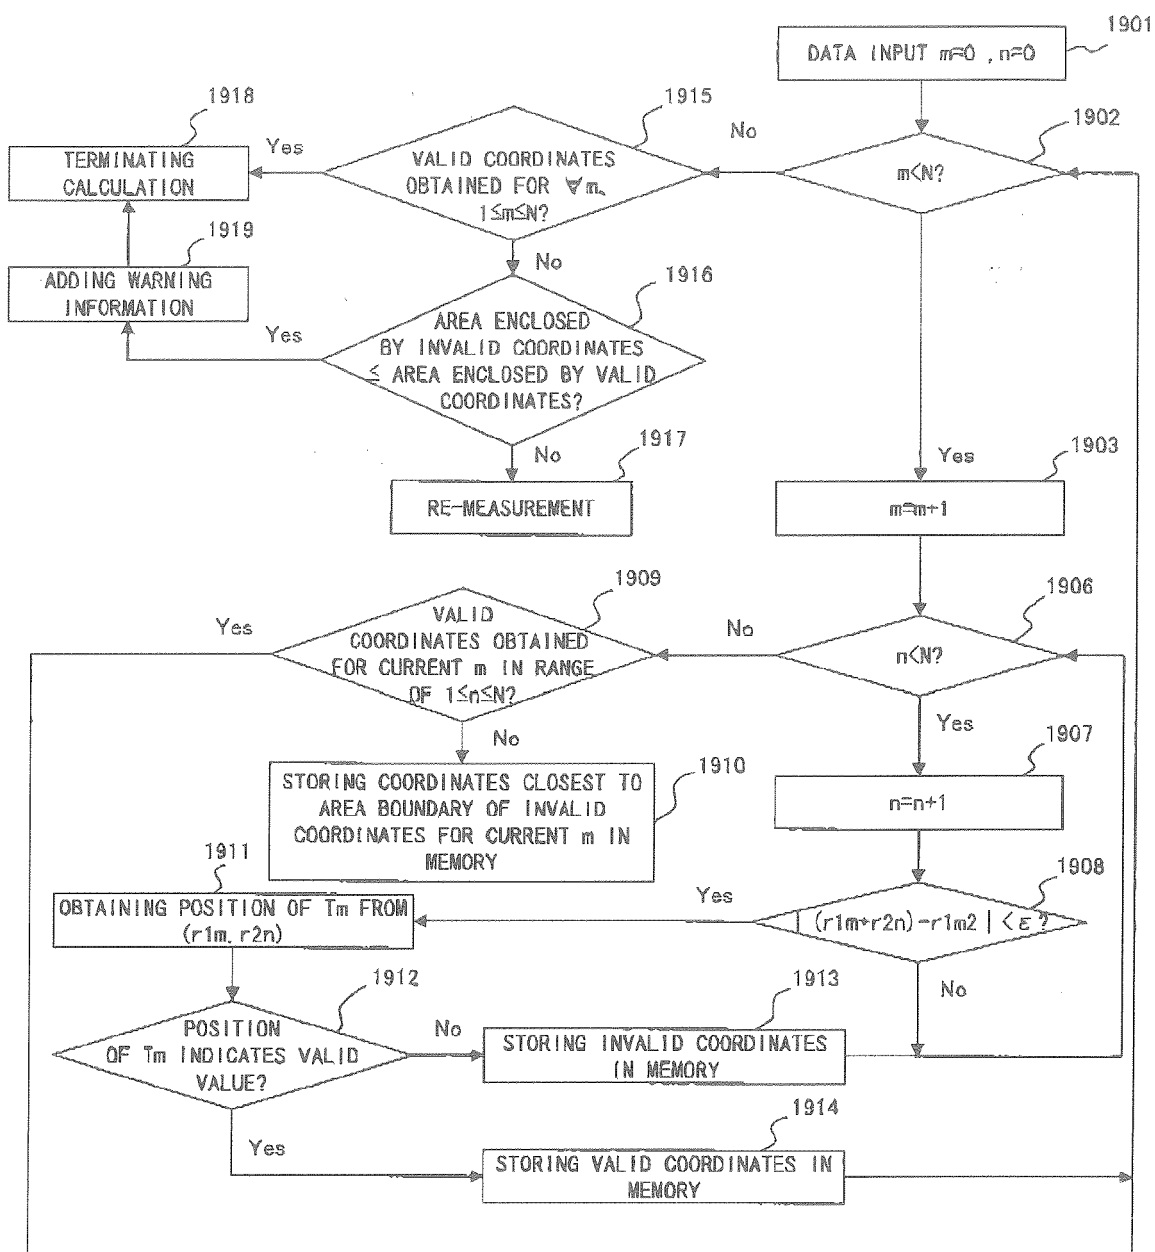 1901
DATA INPUT m=0 ,n=0
1902
m<N?
No
Yes
1915
VALID COORDINATES
OBTAINED FOR ∀m,
1≤m≤N?
Yes
No
1918
TERMINATING
CALCULATION
1919
ADDING WARNING
INFORMATION
1916
AREA ENCLOSED
BY INVALID COORDINATES
≤ AREA ENCLOSED BY VALID
COORDINATES?
Yes
No
1917
RE-MEASUREMENT
1903
m=m+1
1906
n<N?
No
Yes
1909
VALID
COORDINATES OBTAINED
FOR CURRENT m IN RANGE
OF 1≤n≤N?
Yes
No
1910
STORING COORDINATES CLOSEST TO
AREA BOUNDARY OF INVALID
COORDINATES FOR CURRENT m IN
MEMORY
1907
n=n+1
1908
| (r1m+r2n)-r1m2 | <ε?
Yes
No
1911
OBTAINING POSITION OF Tm FROM
(r1m, r2n)
1912
POSITION
OF Tm INDICATES VALID
VALUE?
No
Yes
1913
STORING INVALID COORDINATES
IN MEMORY
1914
STORING VALID COORDINATES IN
MEMORY